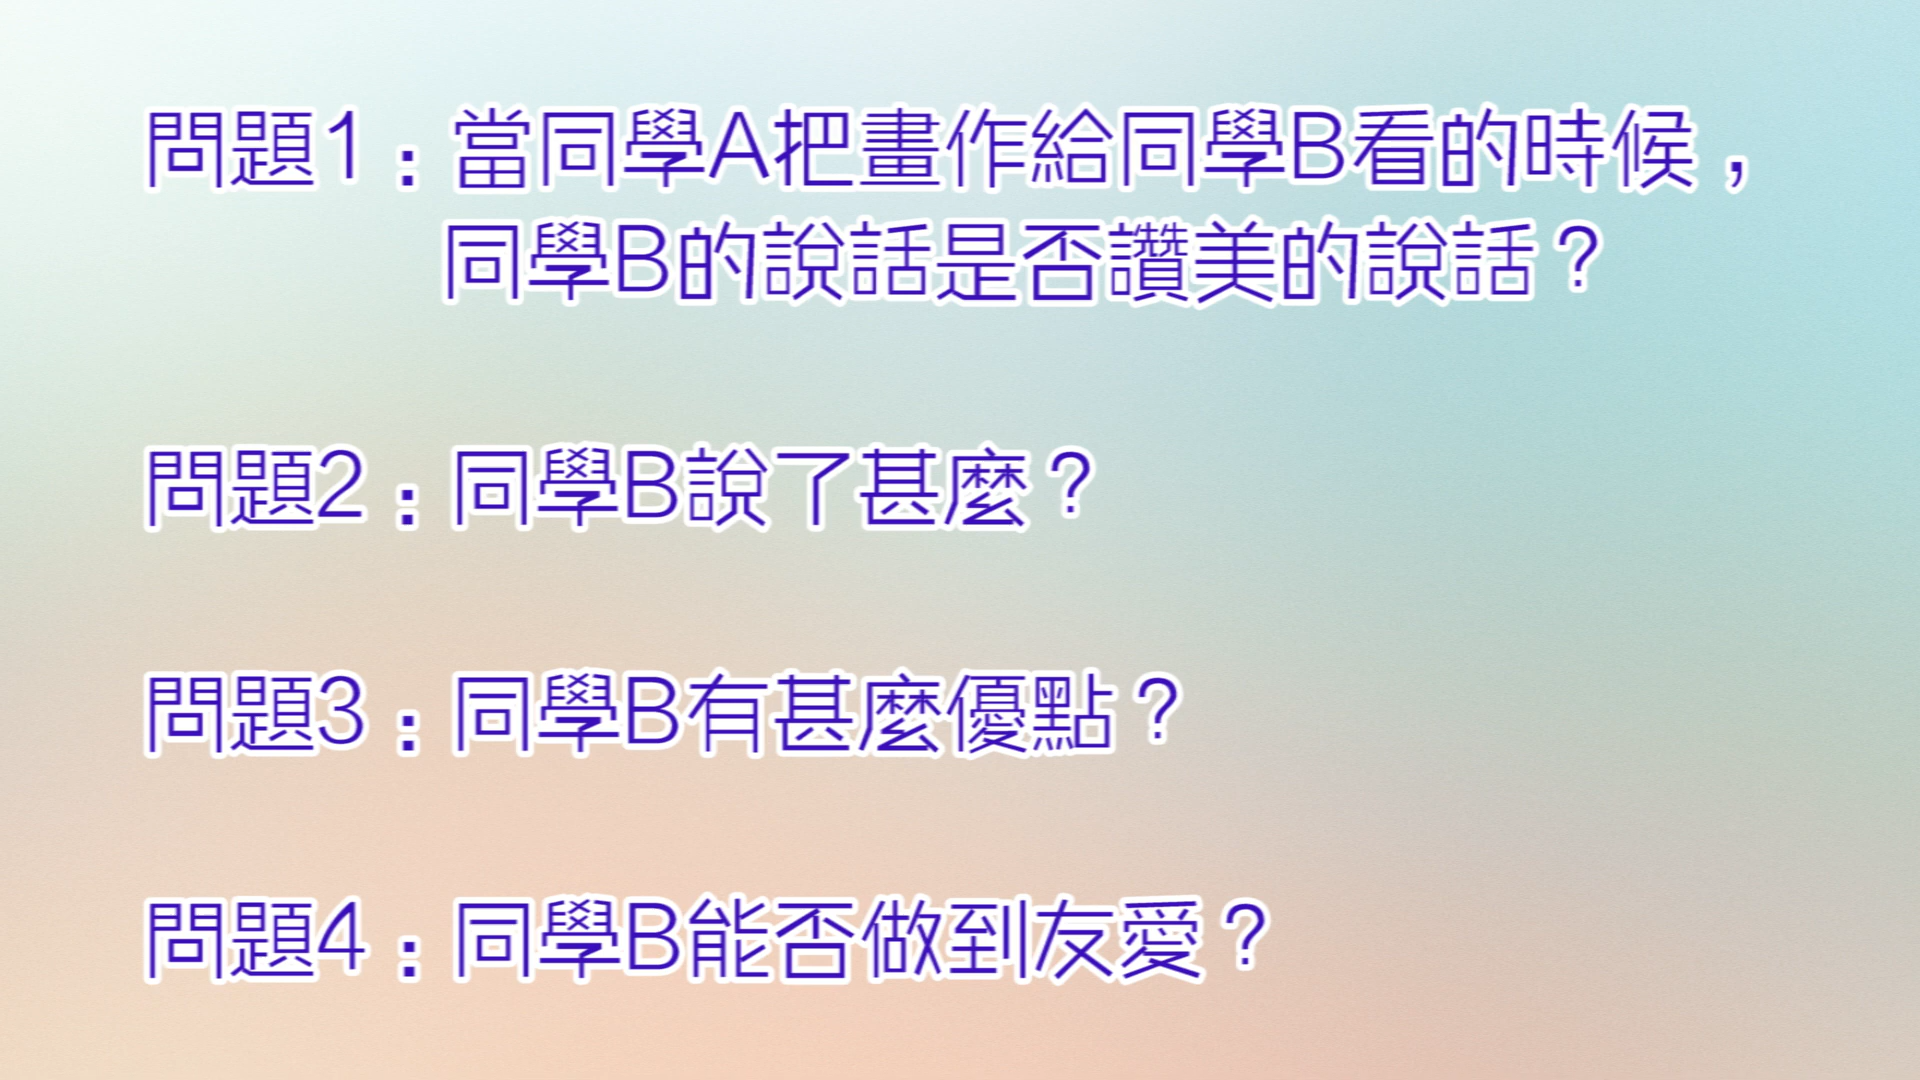 問題1：當同學A把畫作給同學B看的時候，
同學B的說話是否讚美的說話？
問題2：同學B說了甚麼？
問題3：同學B有甚麼優點？
問題4：同學B能否做到友愛？